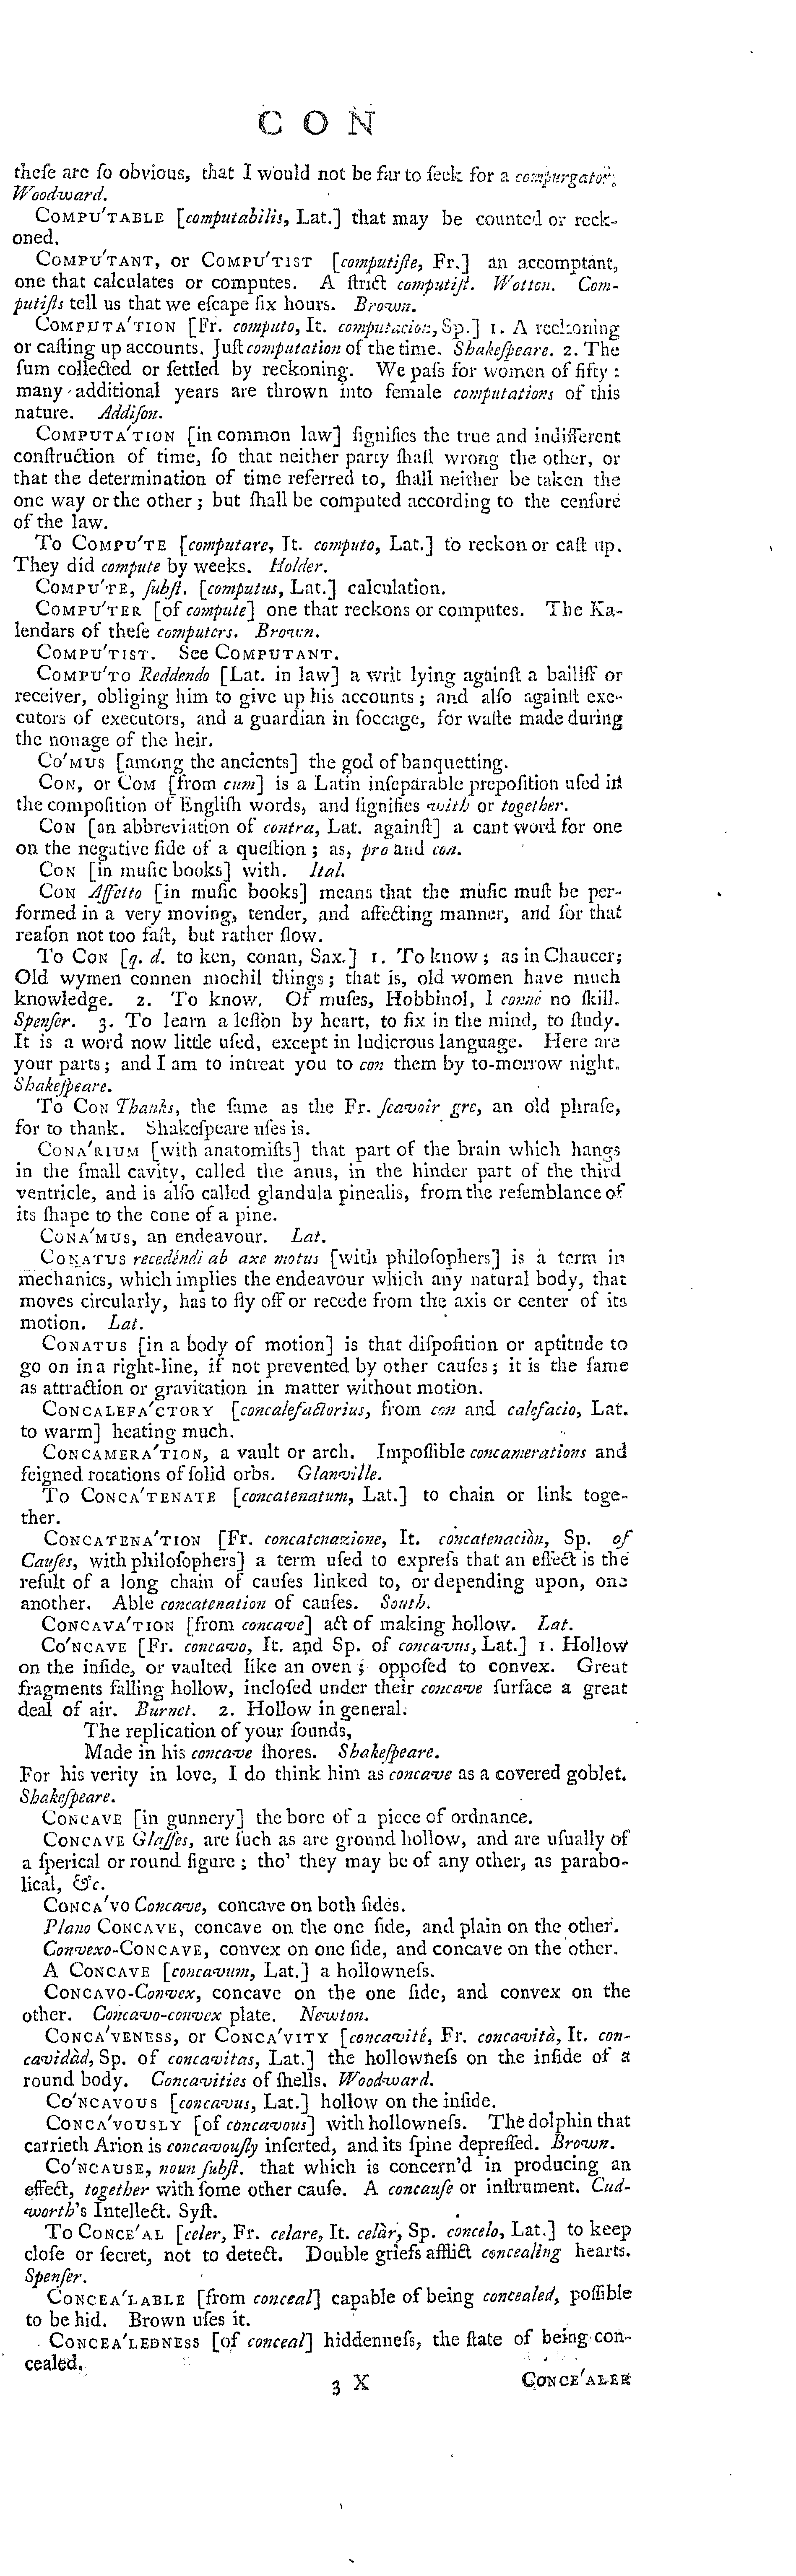 C O N
theſe are ſo obvious, that I would not be far to ſeek for a compurgator.
Woodward.
COMPU'TABLE [computabilis, Lat.] that may be counted or reck-
oned.
COMPU'TANT, or COMPU'TIST [computiſte, Fr.] an accomptant,
one that calculates or computes. A ſtrict computiſt. Wotton. Com-
putiſts tell us that we eſcape ſix hours. Brown.
COMPUTA'TION [Fr. computo, It. computacion, Sp.] 1. A reckoning
or caſting up accounts. Juſt computation of the time. Shakeſpeare. 2. The
ſum collected or ſettled by reckoning. We paſs for women of fifty :
many additional years are thrown into female computations of this
nature. Addiſon.
COMPUTA'TION [in common law] ſignifies the true and indifferent
conſtruction of time, ſo that neither party ſhall wrong the other, or
that the determination of time referred to, ſhall neither be taken the
one way or the other ; but ſhall be computed according to the cenſure
of the law.
To COMPU'TE [computare, It. computo, Lat.] to reckon or caſt up.
They did compute by weeks. Holder.
COMPU'TE, ſubſt. [computus, Lat.] calculation.
COMPU'TER [of compute] one that reckons or computes. The Ka-
lendars of theſe computers. Brown.
COMPU'TIST. See COMPUTANT.
COMPU'TO Reddendo [Lat. in law] a writ lying againſt a bailiff or
receiver, obliging him to give up his accounts ; and alſo againſt exe-
cutors of executors, and a guardian in ſoccage, for waſte made during
the nonage of the heir.
CO'MUS [among the ancients] the god of banquetting.
CON, or COM [from cum] is a Latin inſeparable prepoſition uſed in
the compoſition of Engliſh words, and ſignifies with or together.
CON [an abbreviation of contra, Lat. againſt] a cant word for one
on the negative ſide of a queſtion ; as, pro and con.
CON [in muſic books] with. Ital.
CON Affetto [in muſic books] means that the muſic muſt be per-
formed in a very moving, tender, and affecting manner, and for that
reaſon not too faſt, but rather ſlow.
To CON [q. d. to ken, conan, Sax.] 1. To know ; as in Chaucer;
Old wymen connen mochil things ; that is, old women have much
knowledge. 2. To know. Of muſes, Hobbinol, I conne no ſkill.
Spenſer. 3. To learn a leſſon by heart, to fix in the mind, to ſtudy.
It is a word now little uſed, except in ludicrous language. Here are
your parts ; and I am to intreat you to con them by to-morrow night.
Shakeſpeare.
To CON Thanks, the ſame as the Fr. ſcavoir gre, an old phraſe,
for to thank. Shakeſpeare uſes is.
CONA'RIUM [with anatomiſts] that part of the brain which hangs
in the ſmall cavity, called the anus, in the hinder part of the third
ventricle, and is alſo called glandula pinealis, from the reſemblance of
its ſhape to the cone of a pine.
CONA'MUS, an endeavour. Lat.
CONATUS recedendi ab axe motus [with philoſophers] is a term in
mechanics, which implies the endeavour which any natural body, that
moves circularly, has to fly off or recede from the axis or center of its
motion. Lat.
CONATUS [in a body of motion] is that diſpoſition or aptitude to
go on in a right-line, if not prevented by other cauſes ; it is the ſame
as attraction or gravitation in matter without motion.
CONCALEFA'CTORY [concalefactorius, from con and calefacio, Lat.
to warm] heating much.
CONCAMERA'TION, a vault or arch. Impoſſible concamerations and
feigned rotations of ſolid orbs. Glanville.
To CONCA'TENATE [concatenatum, Lat.] to chain or link toge-
ther.
CONCATENA'TION [Fr. concatenazione, It. concatenaciòn, Sp. of
Cauſes, with philoſophers] a term uſed to expreſs that an effect is the
reſult of a long chain of cauſes linked to, or depending upon, one
another. Able concatenation of cauſes. South.
CONCAVA'TION [from concave] act of making hollow. Lat.
CO'NCAVE [Fr. concavo, It. and Sp. of concavus, Lat.] 1. Hollow
on the inſide, or vaulted like an oven ; oppoſed to convex. Great
fragments falling hollow, incloſed under their concave ſurface a great
deal of air. Burnet. 2. Hollow in general.
The replication of your ſounds,
Made in his concave ſhores. Shakeſpeare.
For his verity in love, I do think him as concave as a covered goblet.
Shakeſpeare.
CONCAVE [in gunnery] the bore of a piece of ordnance.
CONCAVE Glaſſes, are ſuch as are ground hollow, and are uſually of
a ſperical or round figure ; tho' they may be of any other, as parabo-
lical, &c.
CONCA'VO Concave, concave on both ſides.
Plano CONCAVE, concave on the one ſide, and plain on the other.
Convexo-CONCAVE, convex on one ſide, and concave on the other.
A CONCAVE [concavum, Lat.] a hollowneſs.
CONCAVO-Convex, concave on the one ſide, and convex on the
other. Concavo-convex plate. Newton.
CONCA'VENESS, or CONCA'VITY [concavité, Fr. concavità, It. con-
cavidàd, Sp. of concavitas, Lat.] the hollowneſs on the inſide of a
round body. Concavities of ſhells. Woodward.
CO'NCAVOUS [concavus, Lat.] hollow on the inſide.
CONCA'VOUSLY [of concavous] with hollowneſs. The dolphin that
carrieth Arion is concavouſly inſerted, and its ſpine depreſſed. Brown.
CO'NCAUSE, noun ſubſt. that which is concern'd in producing an
effect, together with ſome other cauſe. A concauſe or inſtrument. Cud-
worth's Intellect. Syſt.
To CONCE'AL [celer, Fr. celare, It. celàr, Sp. concelo, Lat.] to keep
cloſe or ſecret, not to detect. Double griefs afflict concealing hearts.
Spenſer.
CONCEA'LABLE [from conceal] capable of being concealed, poſſible
to be hid. Brown uſes it.
CONCEA'LEDNESS [of conceal] hiddenneſs, the ſtate of being con-
cealed.
3 X CONCE'ALER